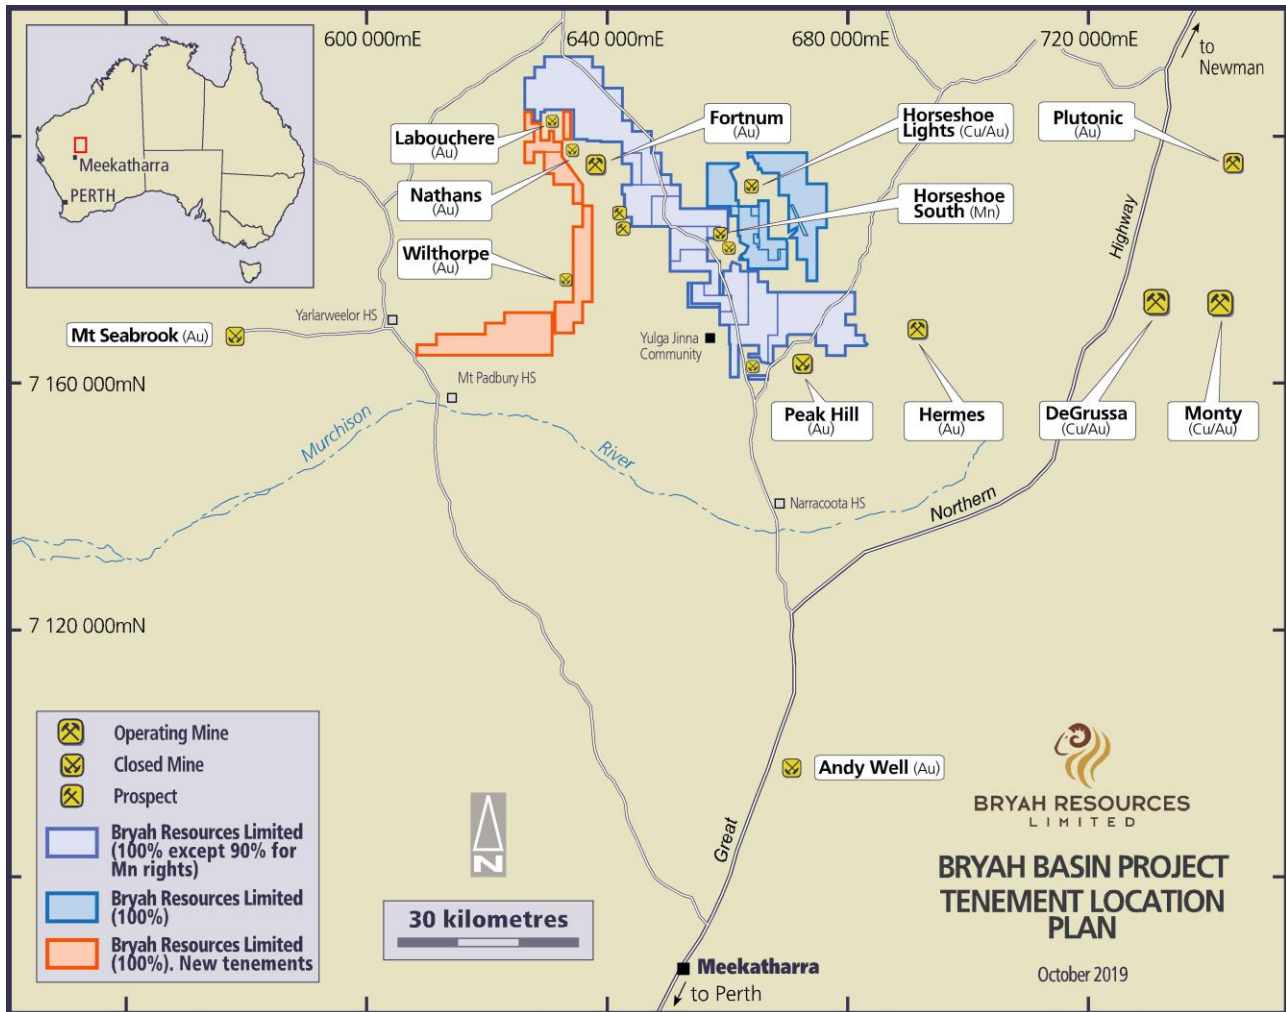 600 000mE
640 000mE
680 000mE
720 000mE
to
Newman
Meekatharra
PERTH
Labouchere
(Au)
Fortnum
(Au)
Horseshoe
Lights (Cu/Au)
Plutonic
(Au)
Nathans
(Au)
Horseshoe
South (Mn)
Wilthorpe
(Au)
Highway
Yarlarweelor HS
Mt Seabrook (Au)
Yulga Jinna
Community
7 160 000mN
Mt Padbury HS
Peak Hill
(Au)
Hermes
(Au)
DeGrussa
(Cu/Au)
Monty
(Cu/Au)
Murchison
River
Narracoota HS
Northern
7 120 000mN
Operating Mine
Closed Mine
Prospect
Bryah Resources Limited
(100% except 90% for
Mn rights)
Bryah Resources Limited
(100%)
Bryah Resources Limited
(100%). New tenements
N
30 kilometres
Andy Well (Au)
Great
Meekatharra
to Perth
BRYAH RESOURCES
LIMITED
BRYAH BASIN PROJECT
TENEMENT LOCATION
PLAN
October 2019